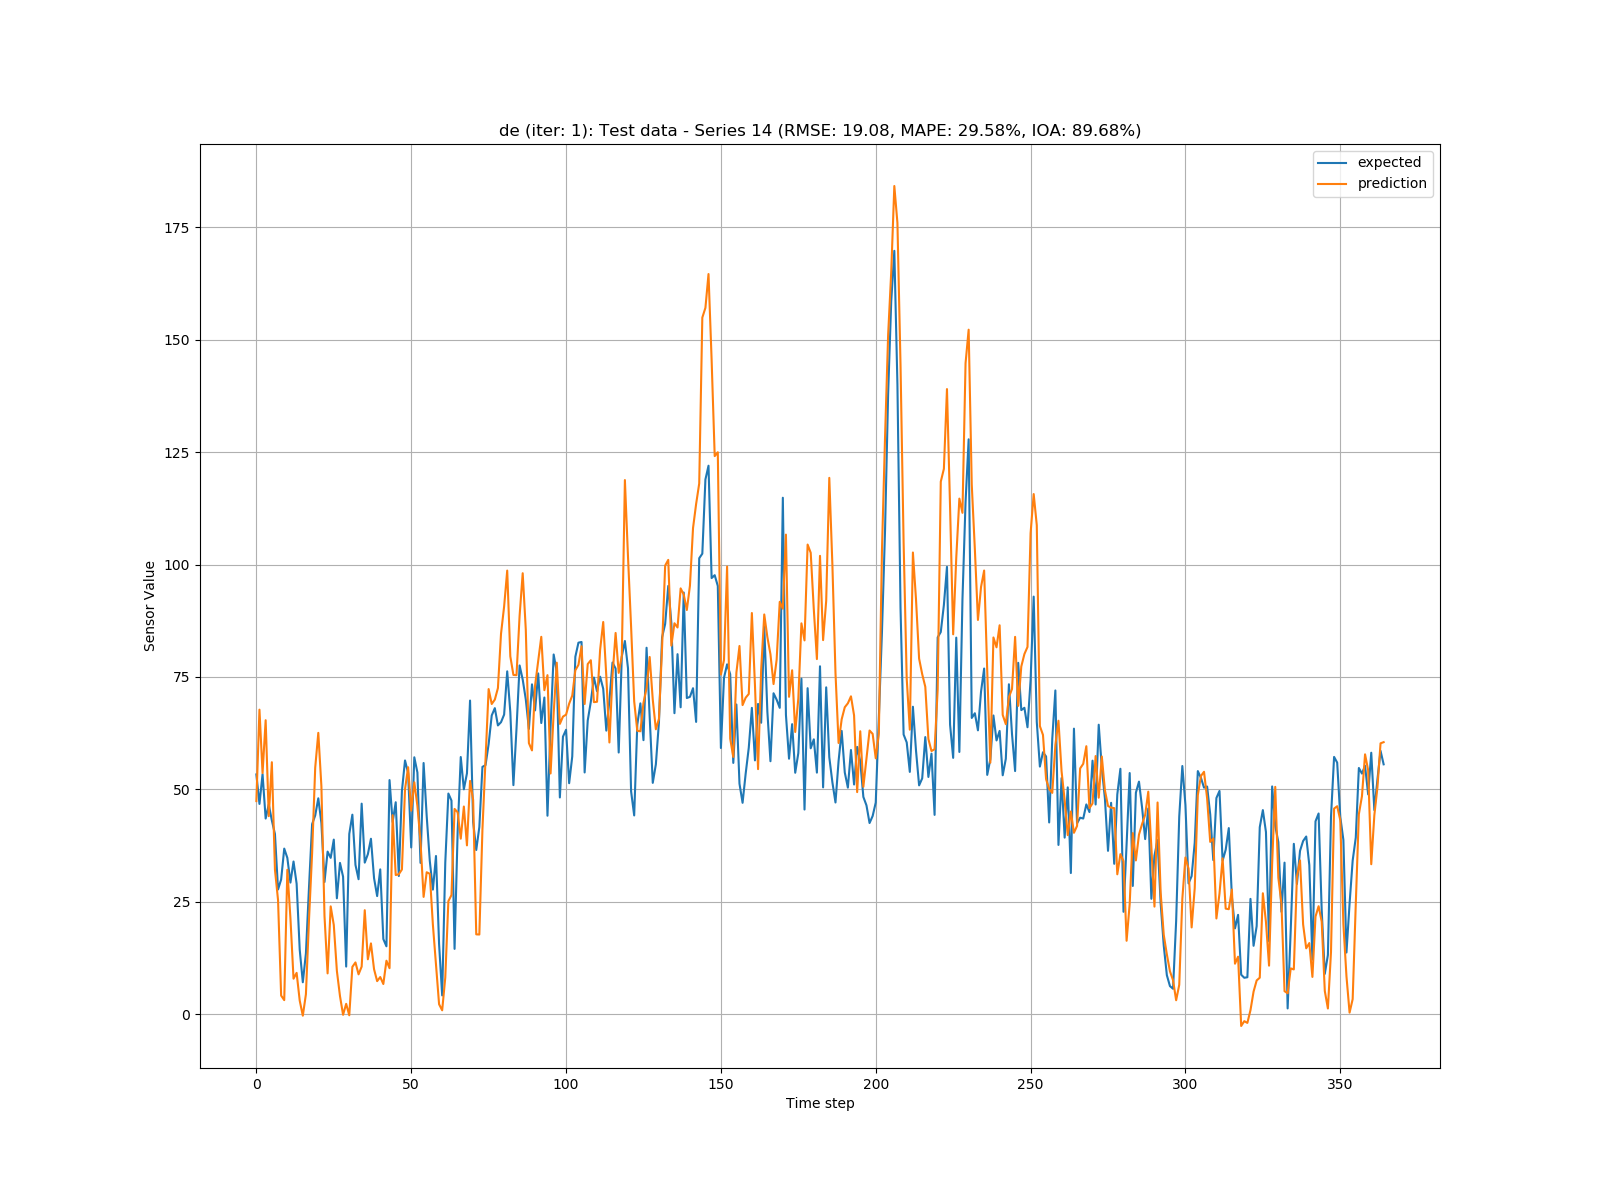 de (iter: 1): Test data - Series 14 (RMSE: 19.08, MAPE: 29.58%, IOA: 89.68%)
expected
prediction
175
150
125
100
75
50
25
0
Sensor Value
0 50 100 150 200 250 300 350
Time step